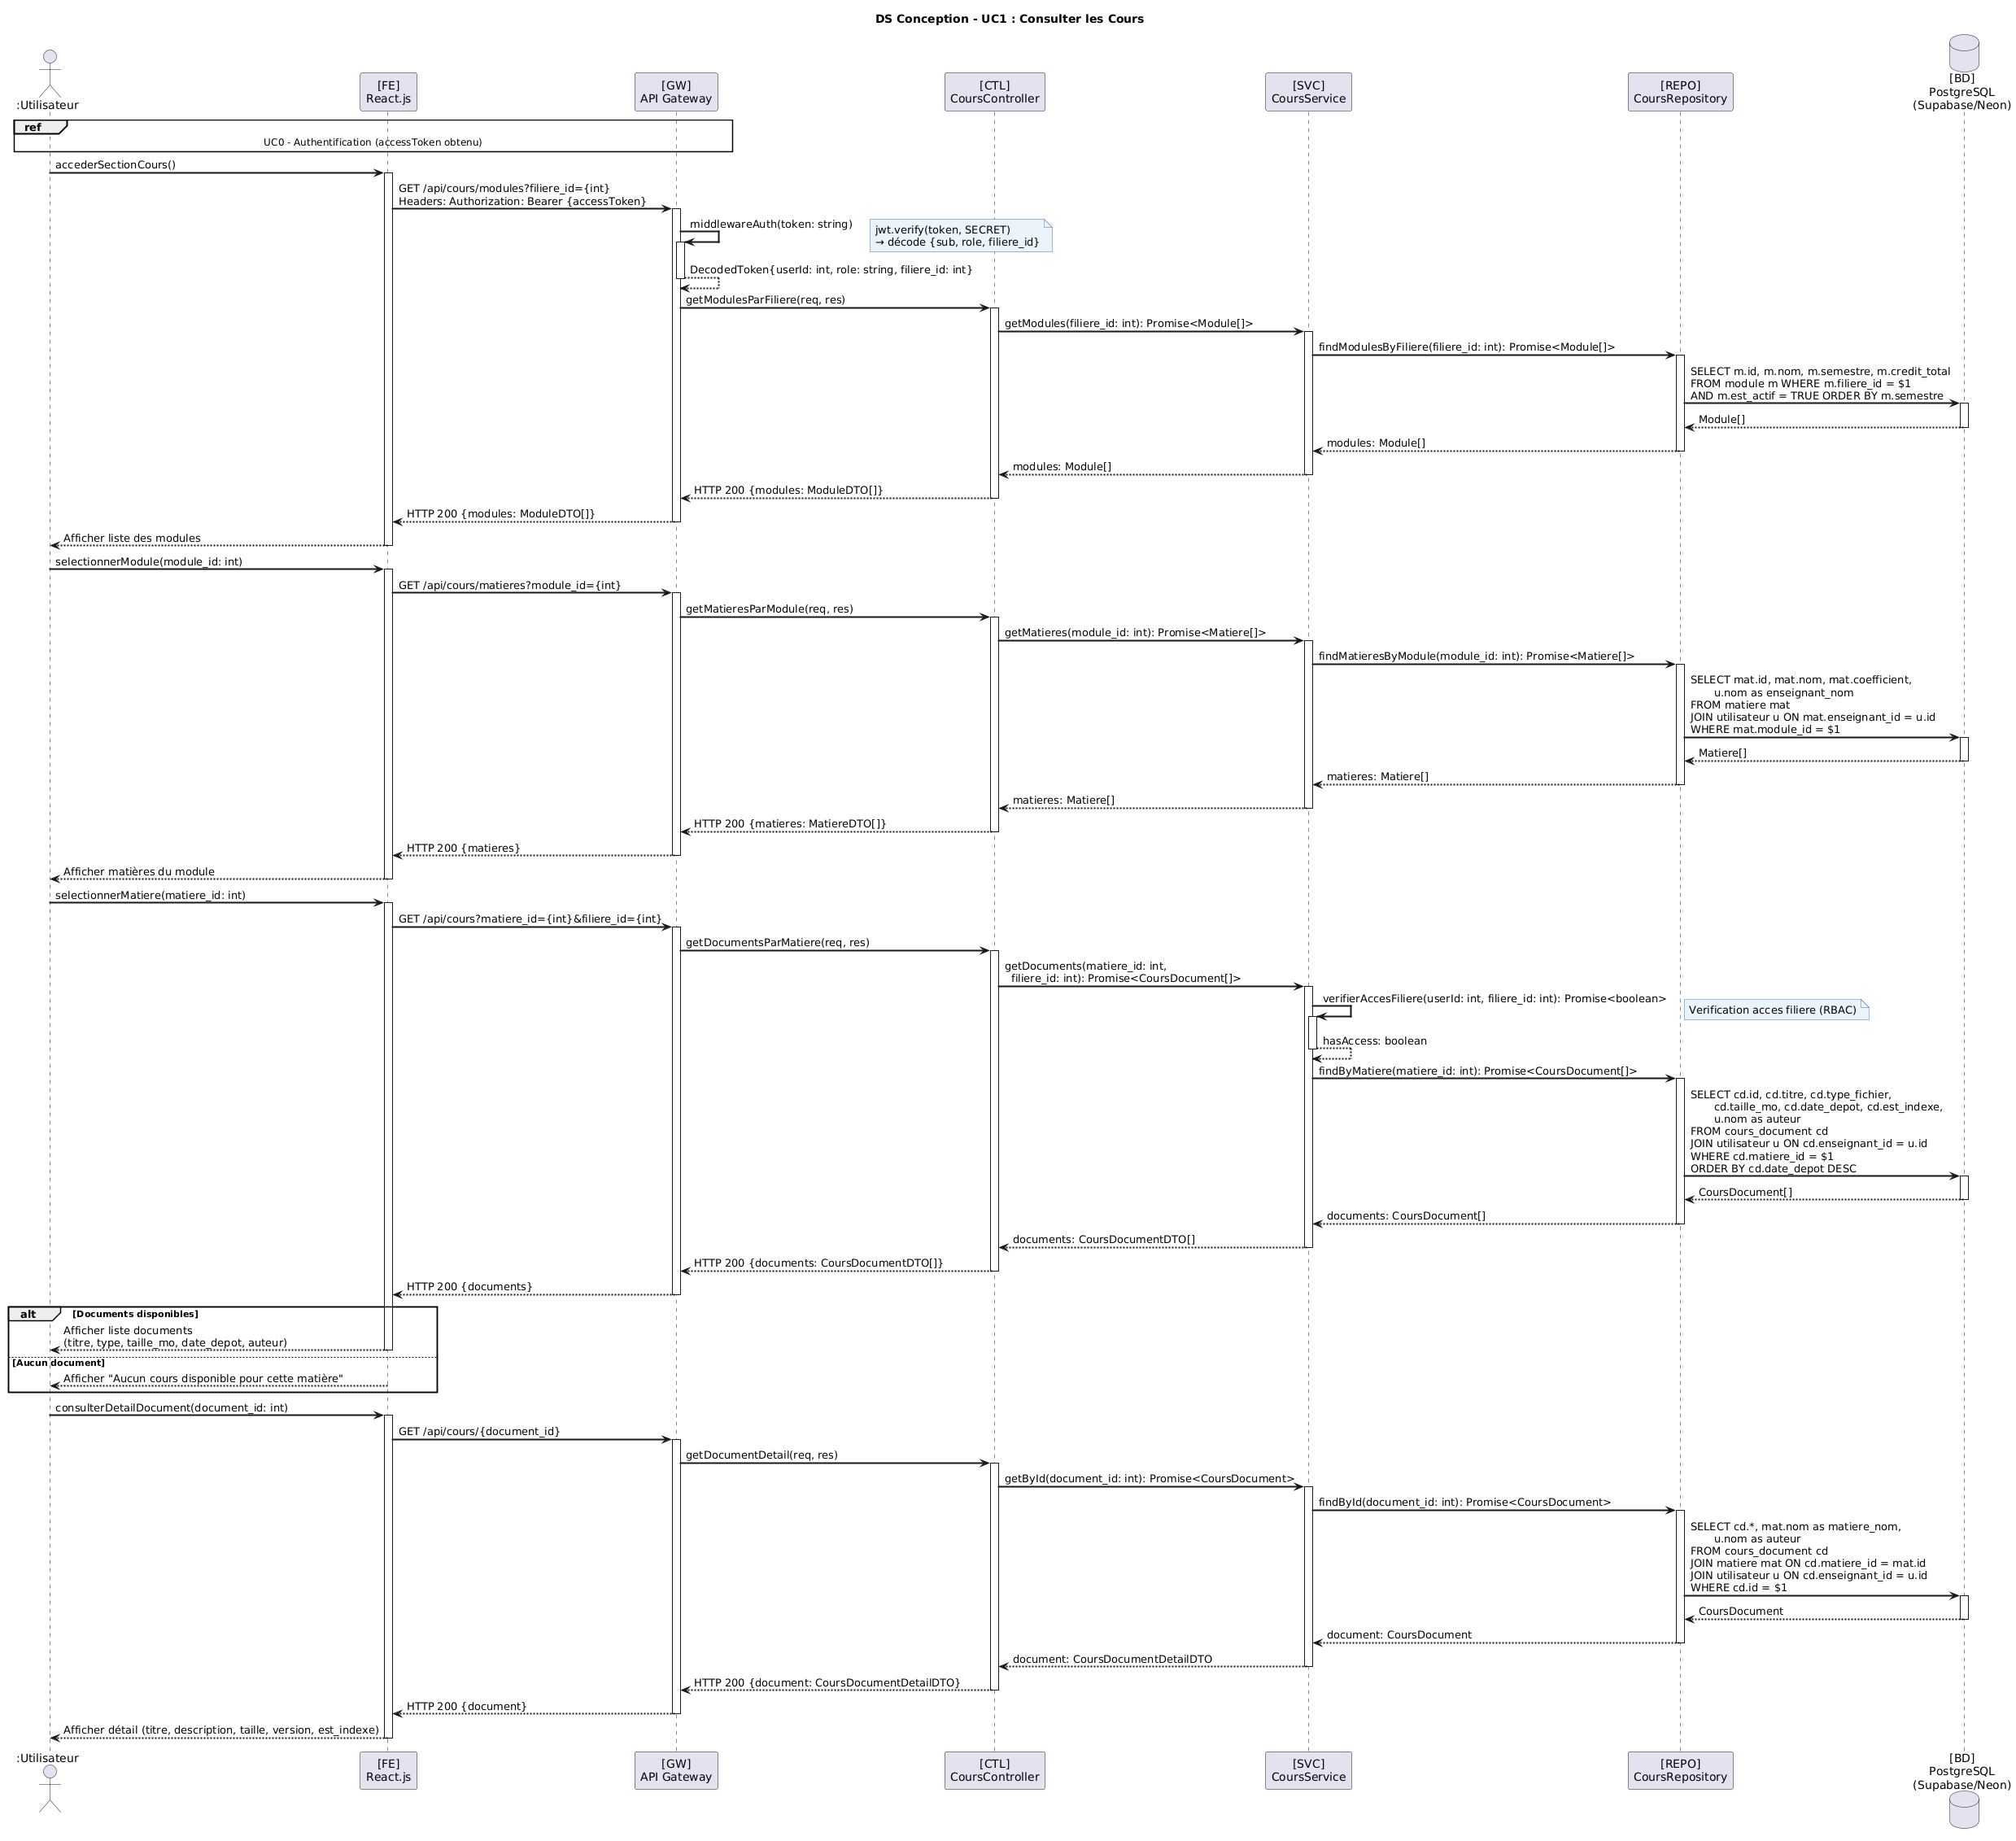 DS Conception - UC1 : Consulter les Cours
:Utilisateur
[FE]
React.js
[GW]
API Gateway
[CTL]
CoursController
[SVC]
CoursService
[REPO]
CoursRepository
[BD]
PostgreSQL
(Supabase/Neon)
ref
UC0 - Authentification (accessToken obtenu)
accederSectionCours()
GET /api/cours/modules?filiere_id={int}
Headers: Authorization: Bearer {accessToken}
middlewareAuth(token: string)
jwt.verify(token, SECRET)
→ décode {sub, role, filiere_id}
DecodedToken{userId: int, role: string, filiere_id: int}
getModulesParFiliere(req, res)
getModules(filiere_id: int): Promise<Module[]>
findModulesByFiliere(filiere_id: int): Promise<Module[]>
SELECT m.id, m.nom, m.semestre, m.credit_total
FROM module m WHERE m.filiere_id = $1
AND m.est_actif = TRUE ORDER BY m.semestre
Module[]
modules: Module[]
modules: Module[]
HTTP 200 {modules: ModuleDTO[]}
HTTP 200 {modules: ModuleDTO[]}
Afficher liste des modules
selectionnerModule(module_id: int)
GET /api/cours/matieres?module_id={int}
getMatieresParModule(req, res)
getMatieres(module_id: int): Promise<Matiere[]>
findMatieresByModule(module_id: int): Promise<Matiere[]>
SELECT mat.id, mat.nom, mat.coefficient,
u.nom as enseignant_nom
FROM matiere mat
JOIN utilisateur u ON mat.enseignant_id = u.id
WHERE mat.module_id = $1
Matiere[]
matieres: Matiere[]
matieres: Matiere[]
HTTP 200 {matieres: MatiereDTO[]}
HTTP 200 {matieres}
Afficher matières du module
selectionnerMatiere(matiere_id: int)
GET /api/cours?matiere_id={int}&filiere_id={int}
getDocumentsParMatiere(req, res)
getDocuments(matiere_id: int,
filiere_id: int): Promise<CoursDocument[]>
verifierAccesFiliere(userId: int, filiere_id: int): Promise<boolean>
Verification acces filiere (RBAC)
hasAccess: boolean
findByMatiere(matiere_id: int): Promise<CoursDocument[]>
SELECT cd.id, cd.titre, cd.type_fichier,
cd.taille_mo, cd.date_depot, cd.est_indexe,
u.nom as auteur
FROM cours_document cd
JOIN utilisateur u ON cd.enseignant_id = u.id
WHERE cd.matiere_id = $1
ORDER BY cd.date_depot DESC
CoursDocument[]
documents: CoursDocument[]
documents: CoursDocumentDTO[]
HTTP 200 {documents: CoursDocumentDTO[]}
HTTP 200 {documents}
alt [Documents disponibles]
Afficher liste documents
(titre, type, taille_mo, date_depot, auteur)
[Aucun document]
Afficher "Aucun cours disponible pour cette matière"
consulterDetailDocument(document_id: int)
GET /api/cours/{document_id}
getDocumentDetail(req, res)
getById(document_id: int): Promise<CoursDocument>
findById(document_id: int): Promise<CoursDocument>
SELECT cd.*, mat.nom as matiere_nom,
u.nom as auteur
FROM cours_document cd
JOIN matiere mat ON cd.matiere_id = mat.id
JOIN utilisateur u ON cd.enseignant_id = u.id
WHERE cd.id = $1
CoursDocument
document: CoursDocument
document: CoursDocumentDetailDTO
HTTP 200 {document: CoursDocumentDetailDTO}
HTTP 200 {document}
Afficher détail (titre, description, taille, version, est_indexe)
:Utilisateur
[FE]
React.js
[GW]
API Gateway
[CTL]
CoursController
[SVC]
CoursService
[REPO]
CoursRepository
[BD]
PostgreSQL
(Supabase/Neon)